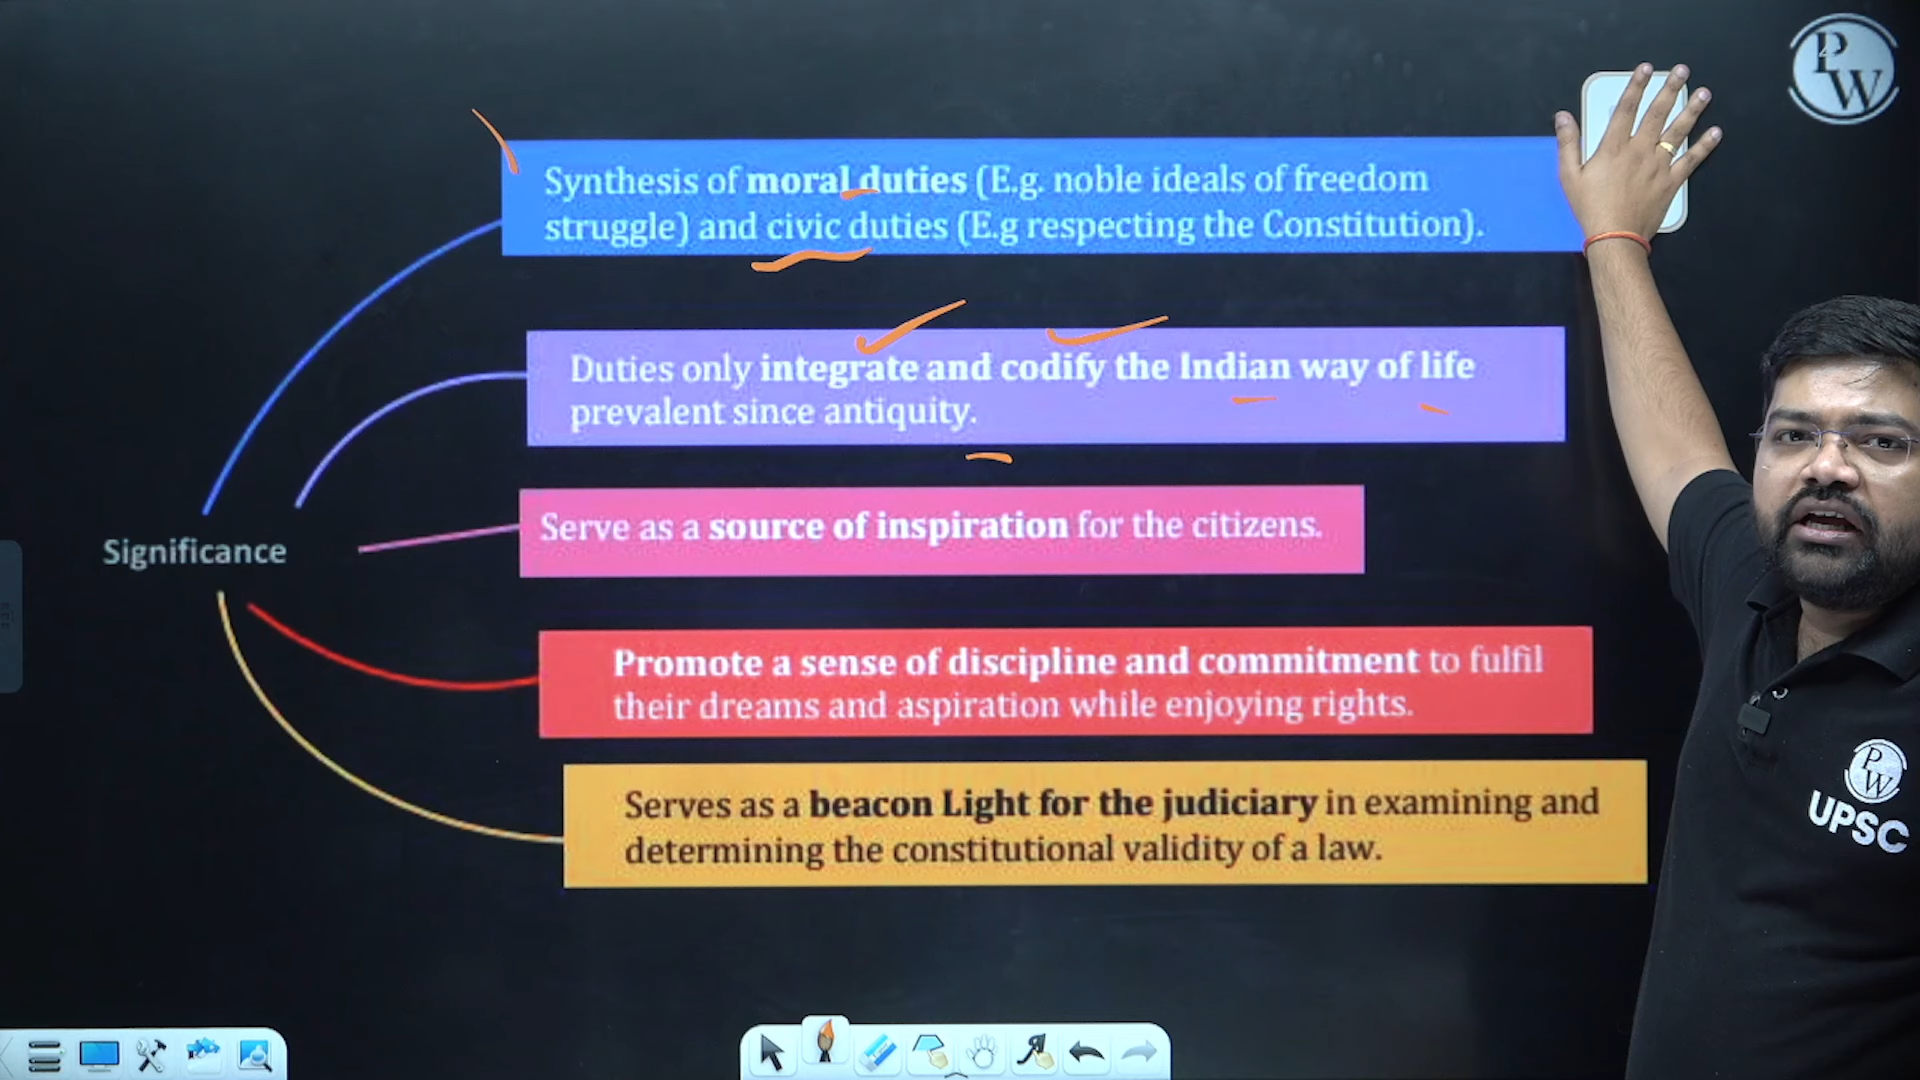 PW
Synthesis of moral duties (E.g. noble ideals of freedom
struggle) and civic duties (E.g respecting the Constitution).
Duties only integrate and codify the Indian way of life
prevalent since antiquity.
Significance
Serve as a source of inspiration for the citizens.
Promote a sense of discipline and commitment to fulfil
their dreams and aspiration while enjoying rights.
Serves as a beacon Light for the judiciary in examining and
determining the constitutional validity of a law.
PW
UPSC